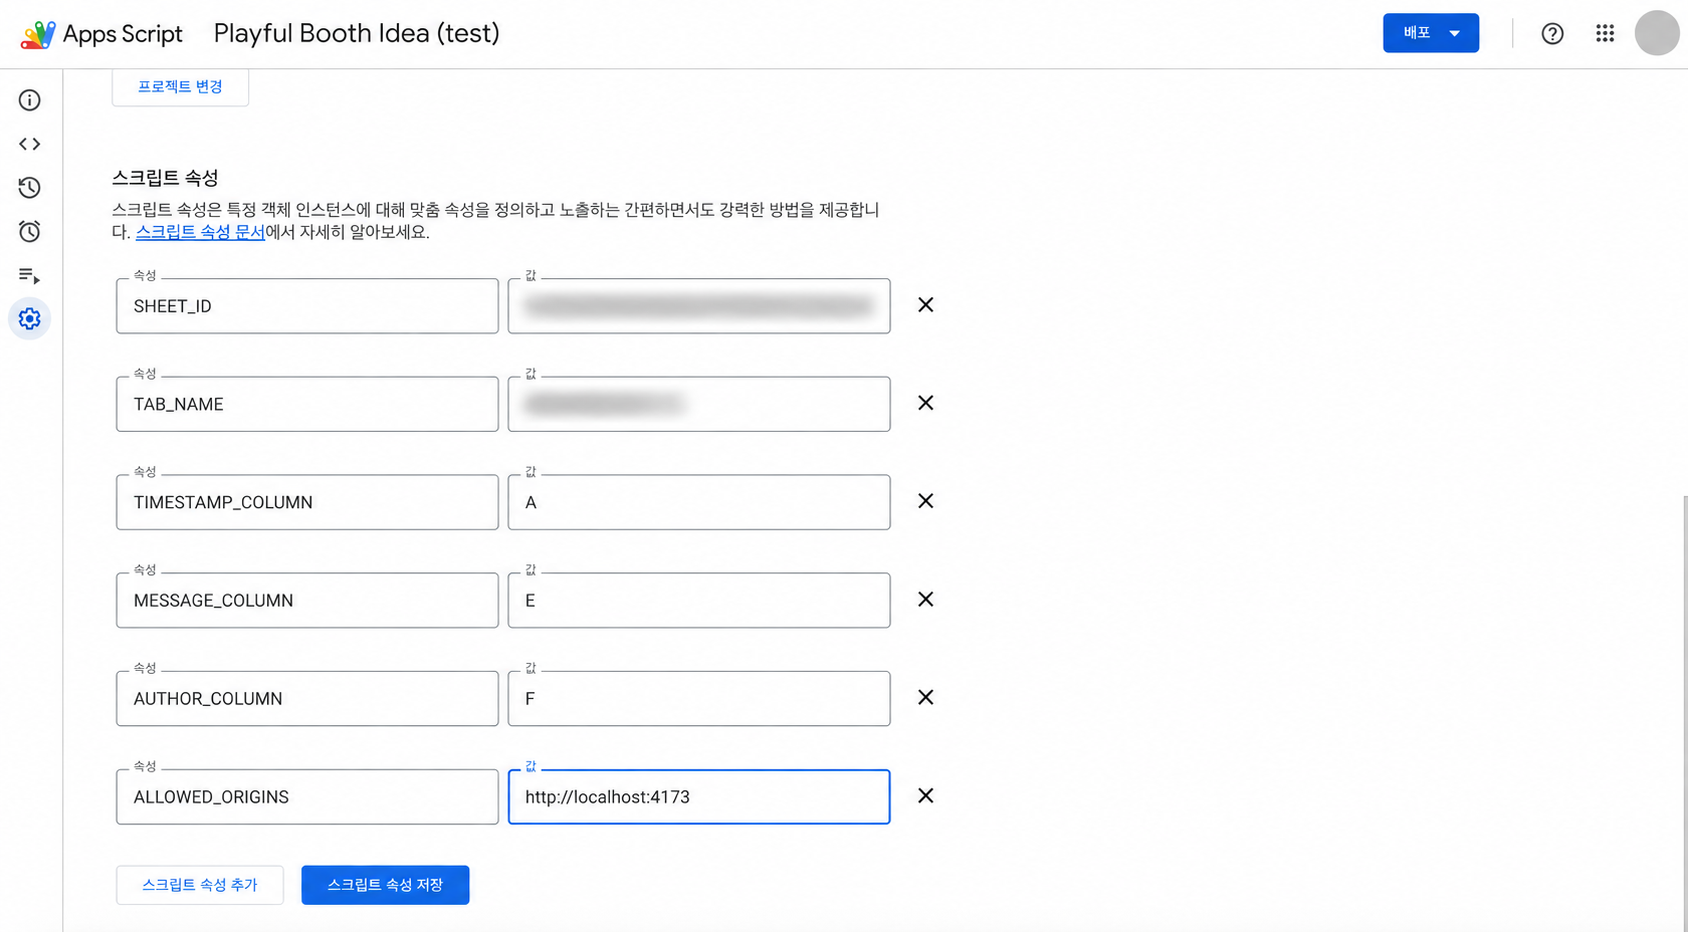 Apps Script Playful Booth Idea (test) 배포
프로젝트 변경
스크립트 속성
스크립트 속성은 특정 객체 인스턴스에 대해 맞춤 속성을 정의하고 노출하는 간편하면서도 강력한 방법을 제공합니
다. 스크립트 속성 문서에서 자세히 알아보세요.
속성 값
SHEET_ID
속성 값
TAB_NAME
속성 값
TIMESTAMP_COLUMN A
속성 값
MESSAGE_COLUMN E
속성 값
AUTHOR_COLUMN F
속성 값
ALLOWED_ORIGINS http://localhost:4173
스크립트 속성 추가 스크립트 속성 저장